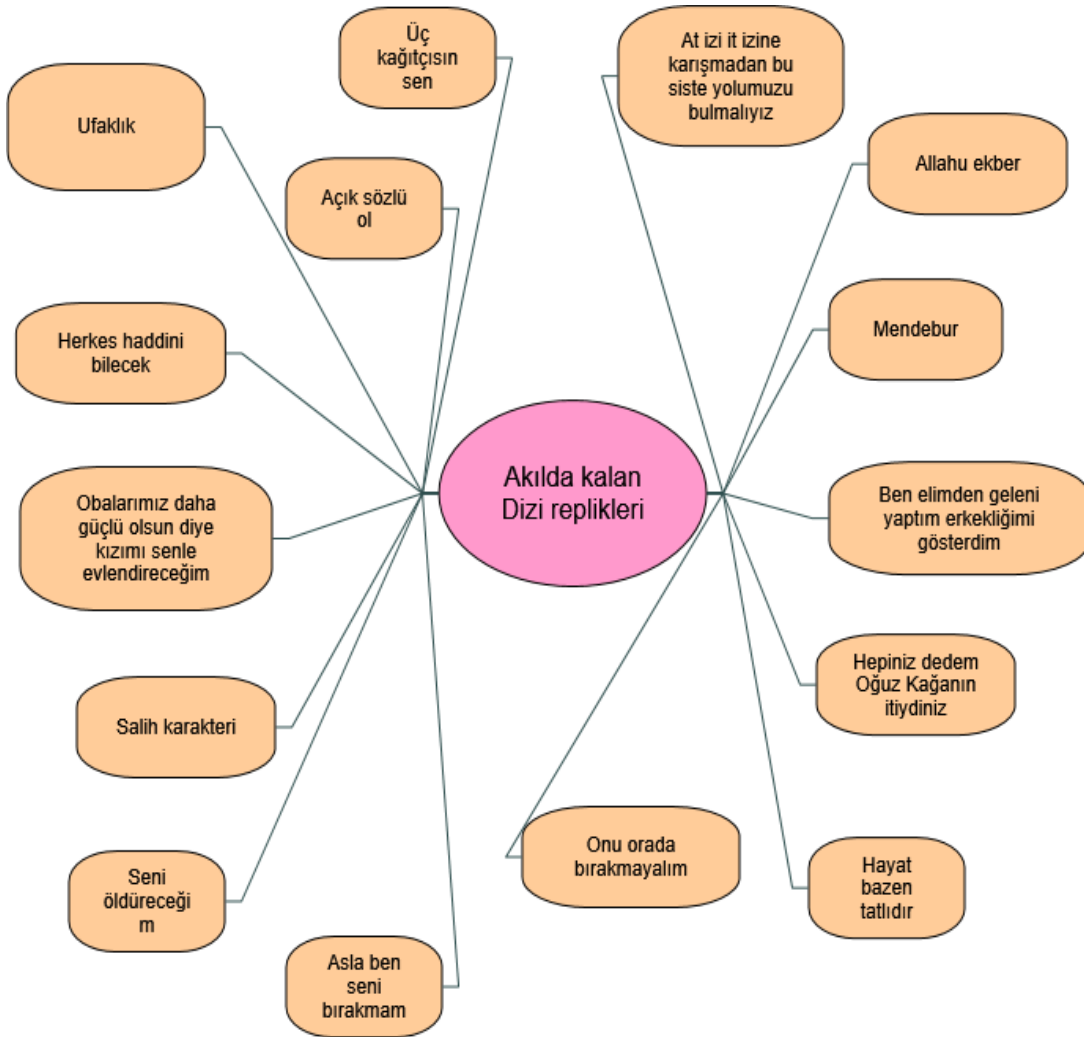 Üç
kağıtçısın
sen
At izi it izine
karışmadan bu
siste yolumuzu
bulmalıyız
Ufaklık
Allahu ekber
Açık sözlü
ol
Herkes haddini
bilecek
Mendebur
Akılda kalan
Dizi replikleri
Obalarımız daha
güçlü olsun diye
kızımı senle
evlendireceğim
Ben elimden geleni
yaptım erkekliğimi
gösterdim
Salih karakteri
Hepiniz dedem
Oğuz Kağanın
itiydiniz
Seni
öldüreceği
m
Onu orada
bırakmayalım
Hayat
bazen
tatlıdır
Asla ben
seni
bırakmam